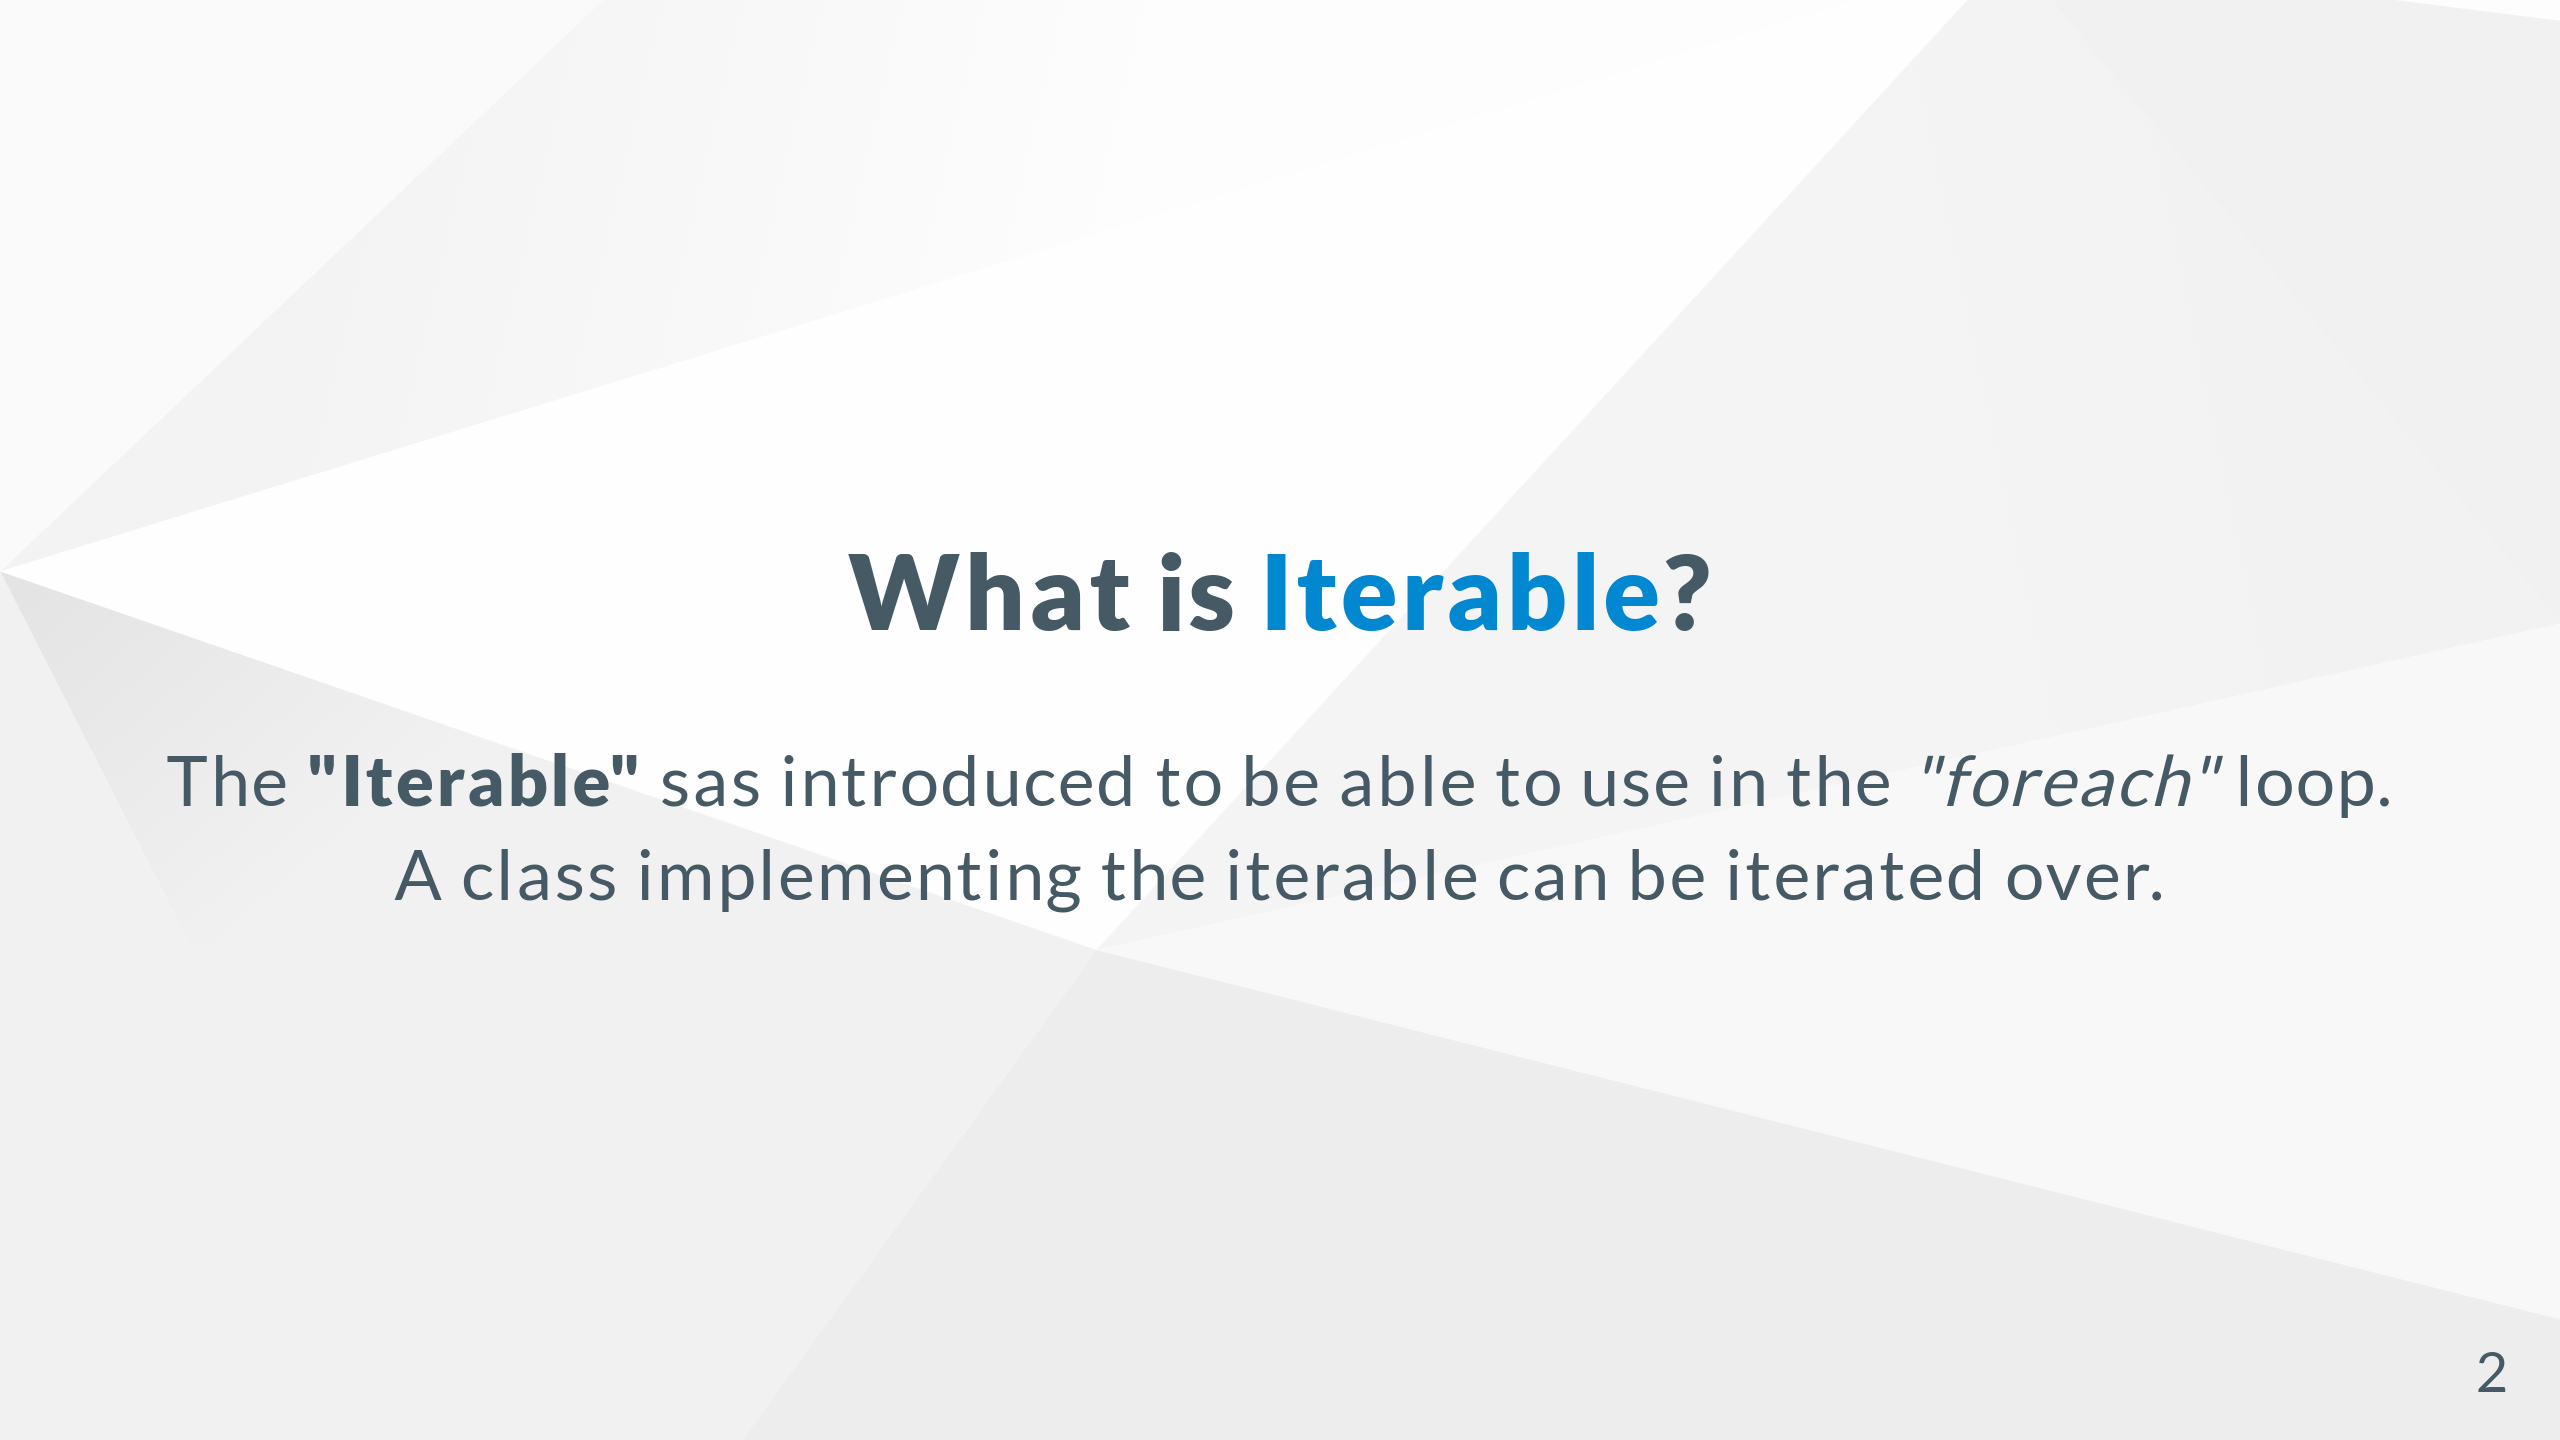 What is Iterable?
The "Iterable" sas introduced to be able to use in the "foreach" loop.
A class implementing the iterable can be iterated over.
2